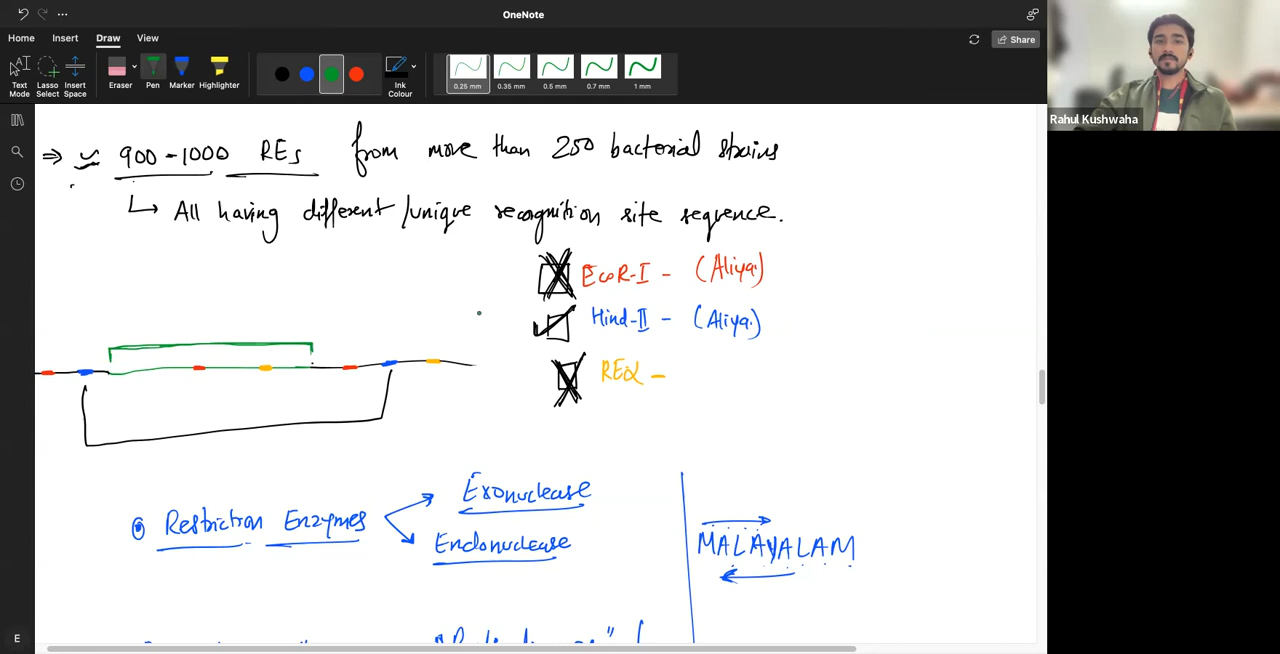 OneNote
Home Insert Draw View
Share
Text Mode
Lasso Select
Insert Space
Eraser
Pen
Marker
Highlighter
Ink Colour
0.25 mm
0.35 mm
0.5 mm
0.7 mm
1 mm
Rahul Kushwaha
⇒ ≈ 900 - 1000 REs from more than 250 bacterial strains
↳ All having different/unique recognition site sequence.
EcoR-I - (Aliya)
Hind-II - (Aliya)
REα -
Restriction Enzymes
Exonuclease
Endonuclease
MALAYALAM
E